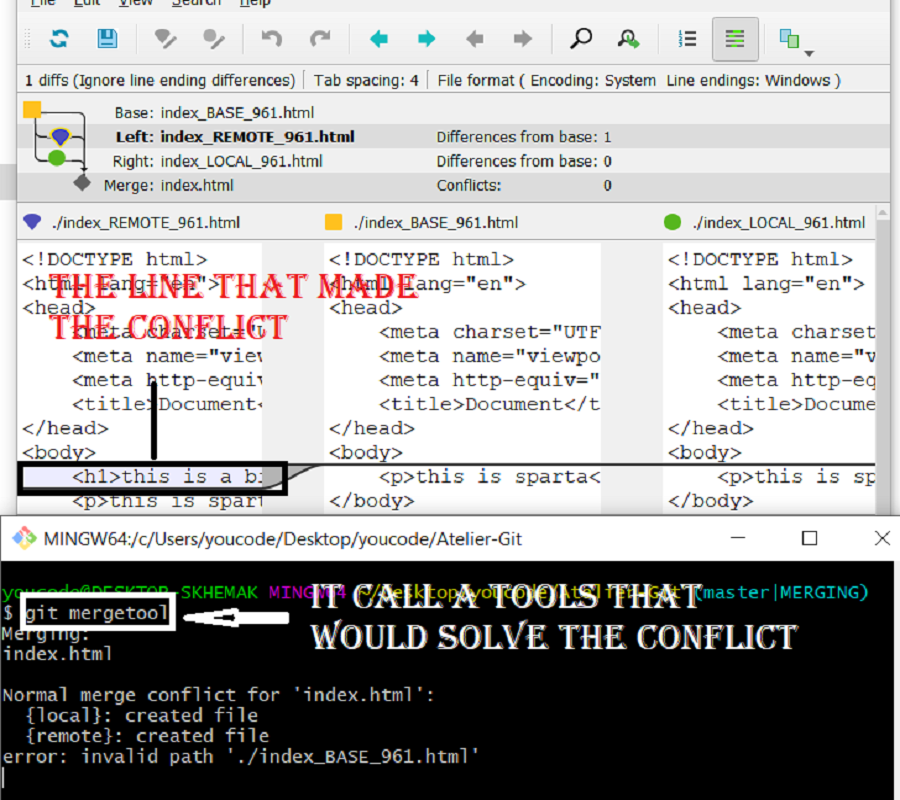 File Edit View Search Help
1 diffs (Ignore line ending differences) Tab spacing: 4 File format ( Encoding: System Line endings: Windows )
Base: index_BASE_961.html
Left: index_REMOTE_961.html Differences from base: 1
Right: index_LOCAL_961.html Differences from base: 0
Merge: index.html Conflicts: 0
./index_REMOTE_961.html ./index_BASE_961.html ./index_LOCAL_961.html
<!DOCTYPE html> <!DOCTYPE html> <!DOCTYPE html>
<html lang="en"> <html lang="en"> <html lang="en">
THE LINE THAT MADE
<head> <head> <head>
THE CONFLICT
<meta charset="U <meta charset="UTF <meta charset
<meta name="view <meta name="viewpo <meta name="v
<meta http-equiv <meta http-equiv=" <meta http-eq
<title>Document< <title>Document</t <title>Docume
</head> </head> </head>
<body> <body> <body>
<h1>this is a bi <p>this is sparta< <p>this is sp
<p>this is spart </body> </body>
MINGW64:/c/Users/youcode/Desktop/youcode/Atelier-Git
youcode@DESKTOP-SKHEMAK MINGW64 ~/Desktop/youcode/Atelier-Git (master|MERGING)
$ git mergetool
IT CALL A TOOLS THAT
WOULD SOLVE THE CONFLICT
Merging:
index.html
Normal merge conflict for 'index.html':
{local}: created file
{remote}: created file
error: invalid path './index_BASE_961.html'